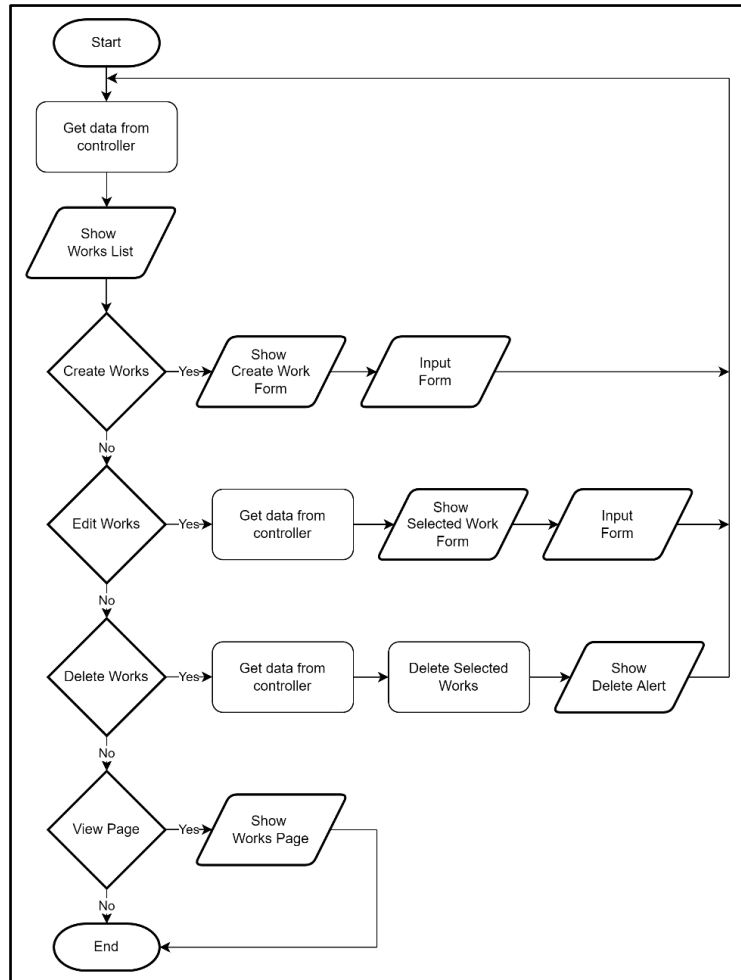 Start
Get data from
controller
Show
Works List
Create Works
Yes
Show
Create Work
Form
Input
Form
No
Edit Works
Yes
Get data from
controller
Show
Selected Work
Form
Input
Form
No
Delete Works
Yes
Get data from
controller
Delete Selected
Works
Show
Delete Alert
No
View Page
Yes
Show
Works Page
No
End